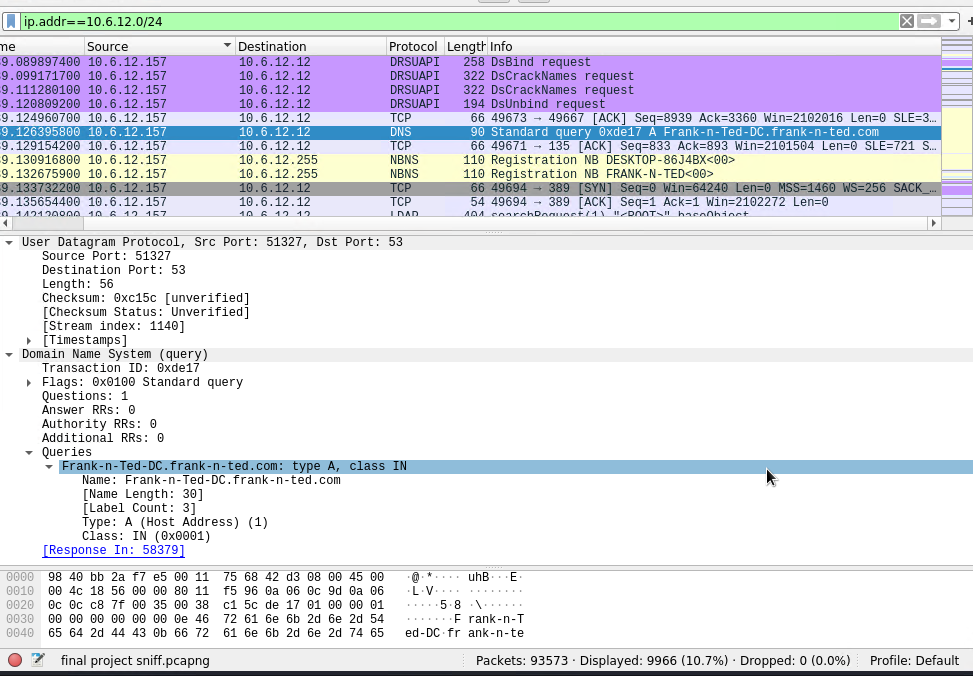 ip.addr==10.6.12.0/24
me Source Destination Protocol Length Info
9.089897400 10.6.12.157 10.6.12.12 DRSUAPI 258 DsBind request
9.099171700 10.6.12.157 10.6.12.12 DRSUAPI 322 DsCrackNames request
9.111280100 10.6.12.157 10.6.12.12 DRSUAPI 322 DsCrackNames request
9.120809200 10.6.12.157 10.6.12.12 DRSUAPI 194 DsUnbind request
9.124960700 10.6.12.157 10.6.12.12 TCP 66 49673 → 49667 [ACK] Seq=8939 Ack=3360 Win=2102016 Len=0 SLE=3…
9.126395800 10.6.12.157 10.6.12.12 DNS 90 Standard query 0xde17 A Frank-n-Ted-DC.frank-n-ted.com
9.129154200 10.6.12.157 10.6.12.12 TCP 66 49671 → 135 [ACK] Seq=833 Ack=893 Win=2101504 Len=0 SLE=721 S…
9.130916800 10.6.12.157 10.6.12.255 NBNS 110 Registration NB DESKTOP-86J4BX<00>
9.132675900 10.6.12.157 10.6.12.255 NBNS 110 Registration NB FRANK-N-TED<00>
9.133732200 10.6.12.157 10.6.12.12 TCP 66 49694 → 389 [SYN] Seq=0 Win=64240 Len=0 MSS=1460 WS=256 SACK_…
9.135654400 10.6.12.157 10.6.12.12 TCP 54 49694 → 389 [ACK] Seq=1 Ack=1 Win=2102272 Len=0
9.142120800 10.6.12.157 10.6.12.12 LDAP 404 searchRequest(1) "<ROOT>" baseObject
User Datagram Protocol, Src Port: 51327, Dst Port: 53
Source Port: 51327
Destination Port: 53
Length: 56
Checksum: 0xc15c [unverified]
[Checksum Status: Unverified]
[Stream index: 1140]
[Timestamps]
Domain Name System (query)
Transaction ID: 0xde17
Flags: 0x0100 Standard query
Questions: 1
Answer RRs: 0
Authority RRs: 0
Additional RRs: 0
Queries
Frank-n-Ted-DC.frank-n-ted.com: type A, class IN
Name: Frank-n-Ted-DC.frank-n-ted.com
[Name Length: 30]
[Label Count: 3]
Type: A (Host Address) (1)
Class: IN (0x0001)
[Response In: 58379]
0000 98 40 bb 2a f7 e5 00 11 75 68 42 d3 08 00 45 00 ·@·*···· uhB···E·
0010 00 4c 18 56 00 00 80 11 f5 96 0a 06 0c 9d 0a 06 ·L·V···· ········
0020 0c 0c c8 7f 00 35 00 38 c1 5c de 17 01 00 00 01 ·····5·8 ·\······
0030 00 00 00 00 00 00 0e 46 72 61 6e 6b 2d 6e 2d 54 ·······F rank-n-T
0040 65 64 2d 44 43 0b 66 72 61 6e 6b 2d 6e 2d 74 65 ed-DC·fr ank-n-te
final project sniff.pcapng Packets: 93573 · Displayed: 9966 (10.7%) · Dropped: 0 (0.0%) Profile: Default